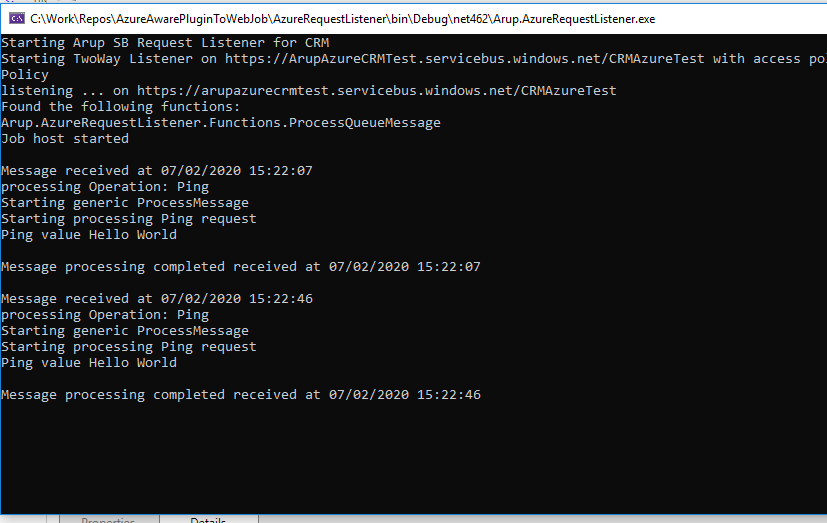 C:\Work\Repos\AzureAwarePluginToWebJob\AzureRequestListener\bin\Debug\net462\Arup.AzureRequestListener.exe
Starting Arup SB Request Listener for CRM
Starting TwoWay Listener on https://ArupAzureCRMTest.servicebus.windows.net/CRMAzureTest with access pol
Policy
listening ... on https://arupazurecrmtest.servicebus.windows.net/CRMAzureTest
Found the following functions:
Arup.AzureRequestListener.Functions.ProcessQueueMessage
Job host started
Message received at 07/02/2020 15:22:07
processing Operation: Ping
Starting generic ProcessMessage
Starting processing Ping request
Ping value Hello World
Message processing completed received at 07/02/2020 15:22:07
Message received at 07/02/2020 15:22:46
processing Operation: Ping
Starting generic ProcessMessage
Starting processing Ping request
Ping value Hello World
Message processing completed received at 07/02/2020 15:22:46
Properties Details